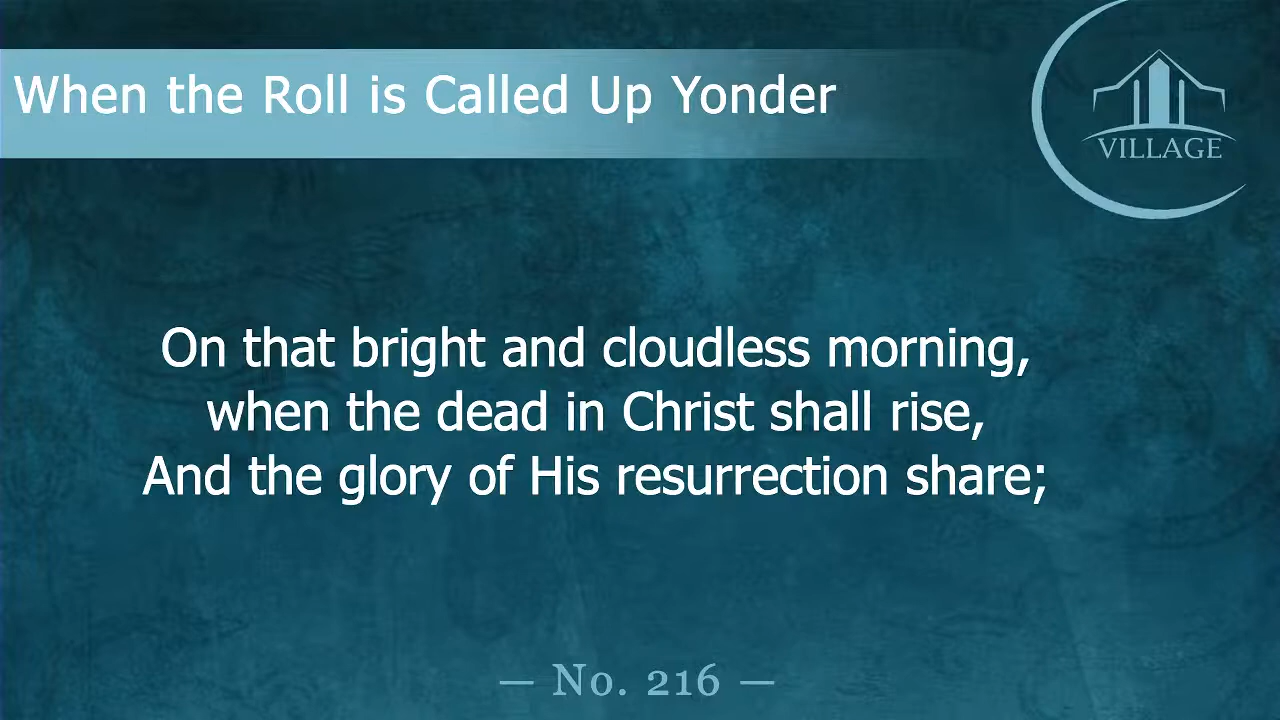 When the Roll is Called Up Yonder
VILLAGE
On that bright and cloudless morning,
when the dead in Christ shall rise,
And the glory of His resurrection share;
— No. 216 —